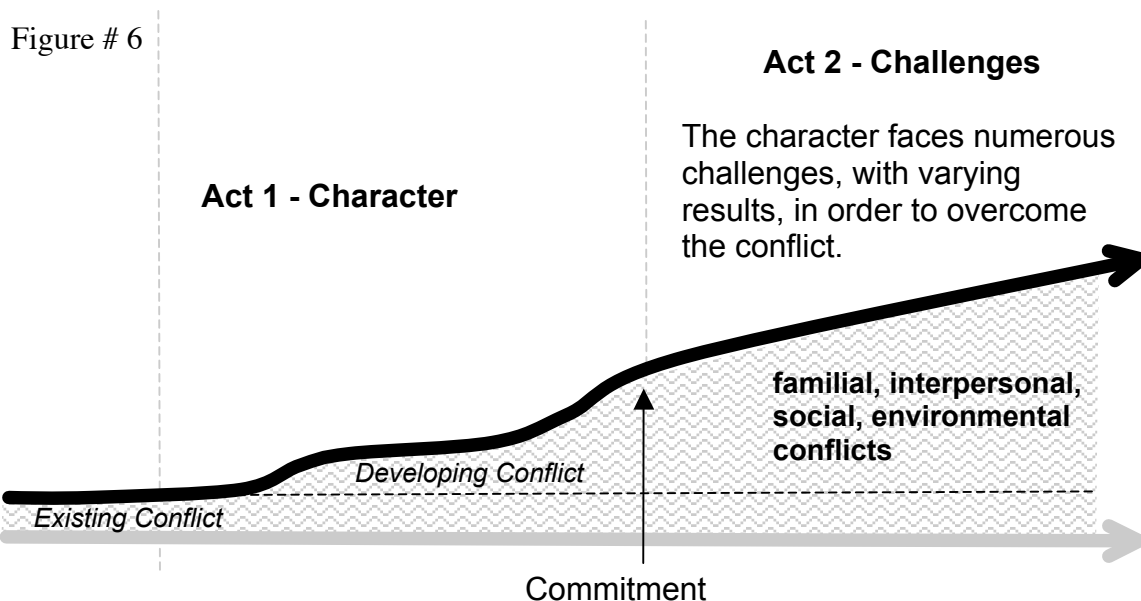 Figure # 6
Act 2 - Challenges
The character faces numerous
challenges, with varying
results, in order to overcome
the conflict.
Act 1 - Character
familial, interpersonal,
social, environmental
conflicts
Developing Conflict
Existing Conflict
Commitment